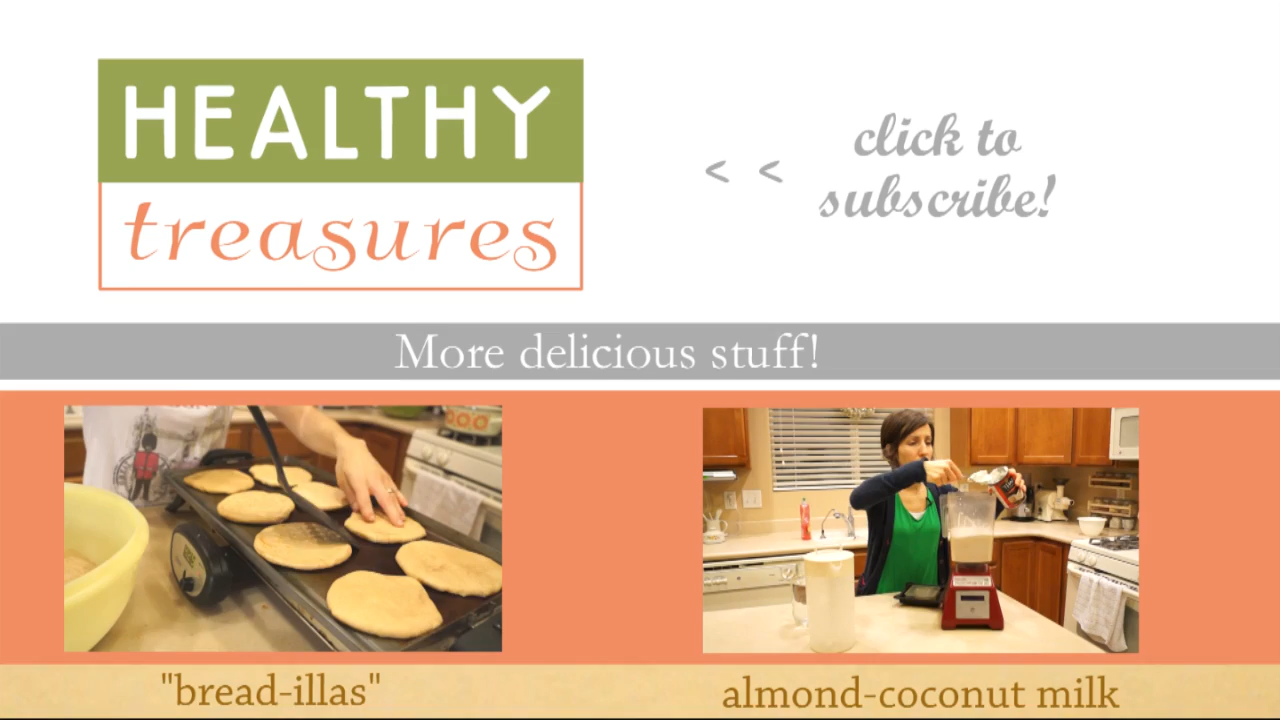 HEALTHY
treasures
< < click to
subscribe!
More delicious stuff!
"bread-illas"
almond-coconut milk